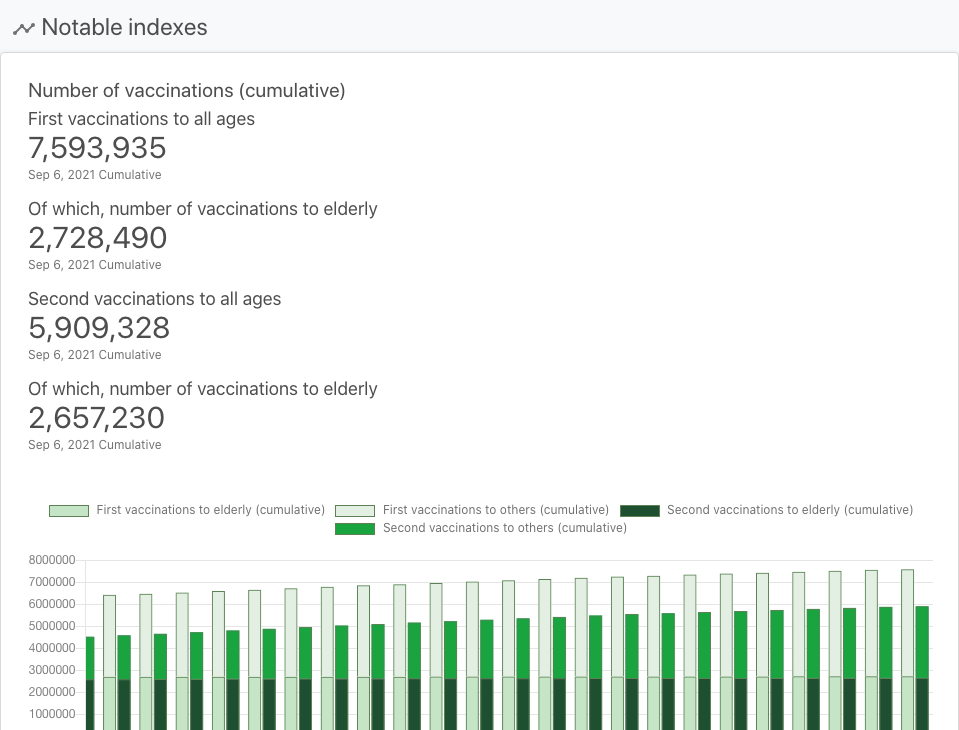 Notable indexes
Number of vaccinations (cumulative)
First vaccinations to all ages
7,593,935
Sep 6, 2021 Cumulative
Of which, number of vaccinations to elderly
2,728,490
Sep 6, 2021 Cumulative
Second vaccinations to all ages
5,909,328
Sep 6, 2021 Cumulative
Of which, number of vaccinations to elderly
2,657,230
Sep 6, 2021 Cumulative
First vaccinations to elderly (cumulative) First vaccinations to others (cumulative) Second vaccinations to elderly (cumulative)
Second vaccinations to others (cumulative)
8000000
7000000
6000000
5000000
4000000
3000000
2000000
1000000